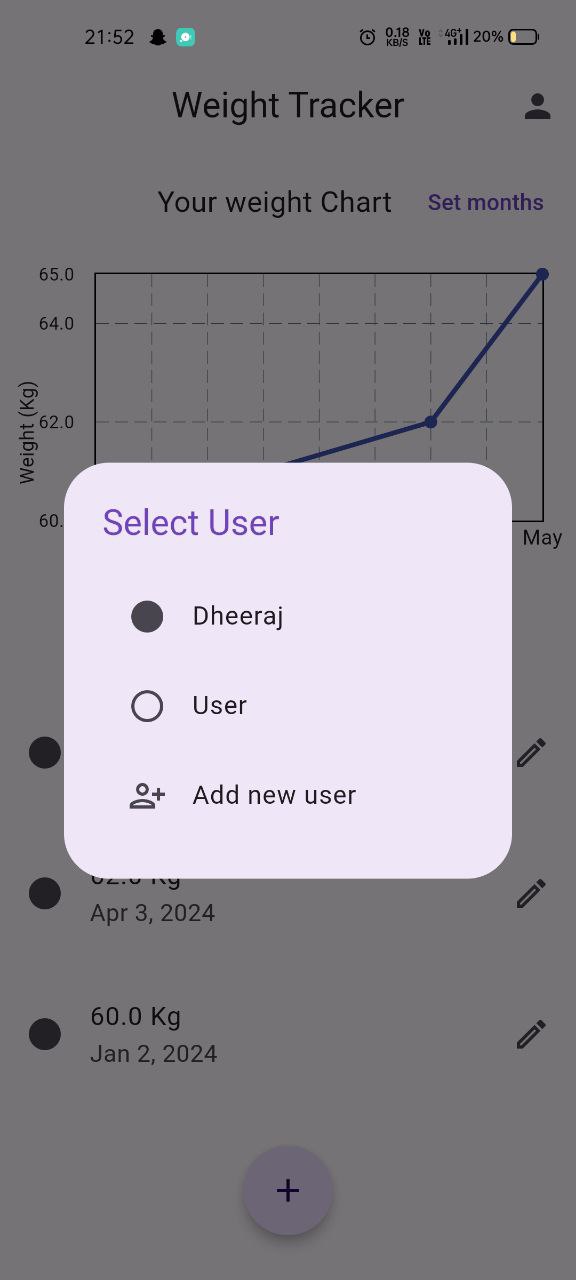 21:52 0.18 KB/S Vo LTE 4G+ 20%
Weight Tracker
Your weight Chart Set months
65.0
64.0
Weight (Kg)
62.0
60.
May
Select User
Dheeraj
User
Add new user
62.0 Kg
Apr 3, 2024
60.0 Kg
Jan 2, 2024